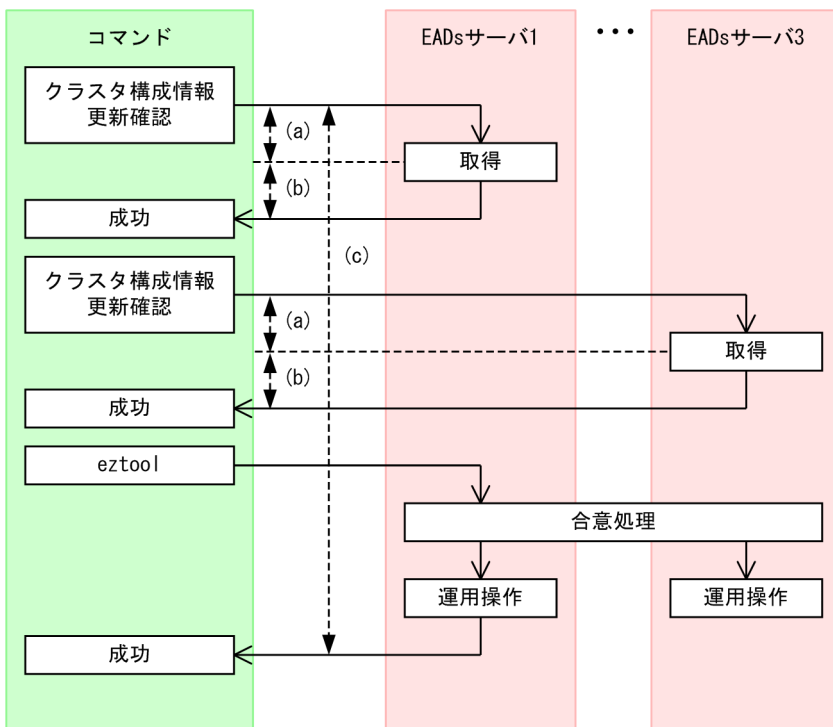 コマンド
EADsサーバ1
・・・
EADsサーバ3
クラスタ構成情報
更新確認
(a)
取得
(b)
成功
(c)
クラスタ構成情報
更新確認
(a)
取得
(b)
成功
eztool
合意処理
運用操作
運用操作
成功